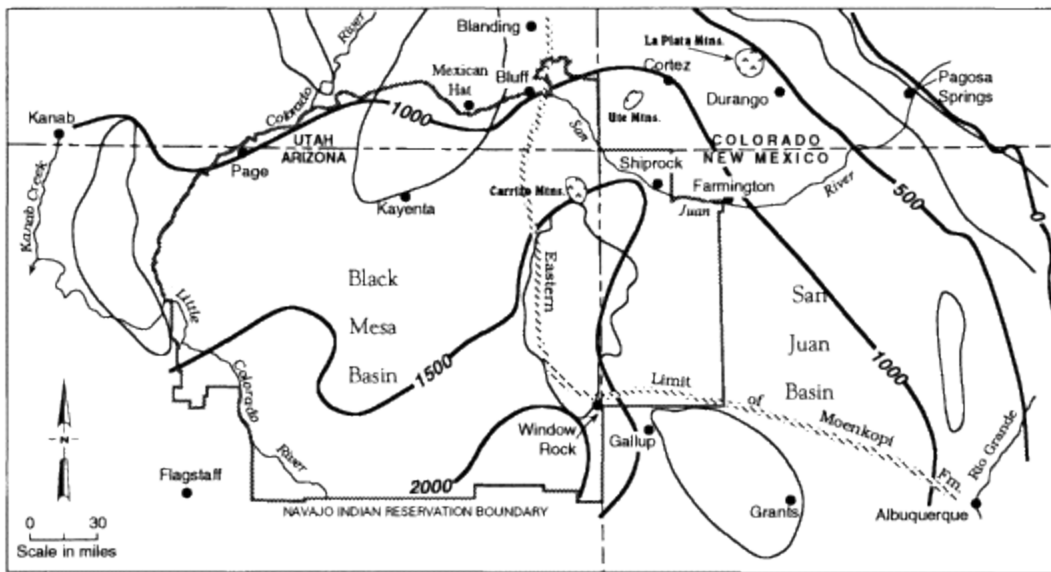 Blanding
River
La Plata Mtns.
Cortez
Mexican
Hat
Bluff
Pagosa
Springs
Durango
Colorado
1000
Kanab
UTAH
ARIZONA
Ute Mtns.
San
COLORADO
NEW MEXICO
Page
Shiprock
Farmington
River
500
0
Carrizo Mtns.
Kayenta
Juan
Kanab Creek
Eastern
Black
Mesa
Basin
San
Juan
Basin
Little
Colorado
River
1500
1000
Limit
of
Moenkopi
Fm.
Window
Rock
Gallup
Rio Grande
N
Flagstaff
2000
Grants
Albuquerque
NAVAJO INDIAN RESERVATION BOUNDARY
0 30
Scale in miles